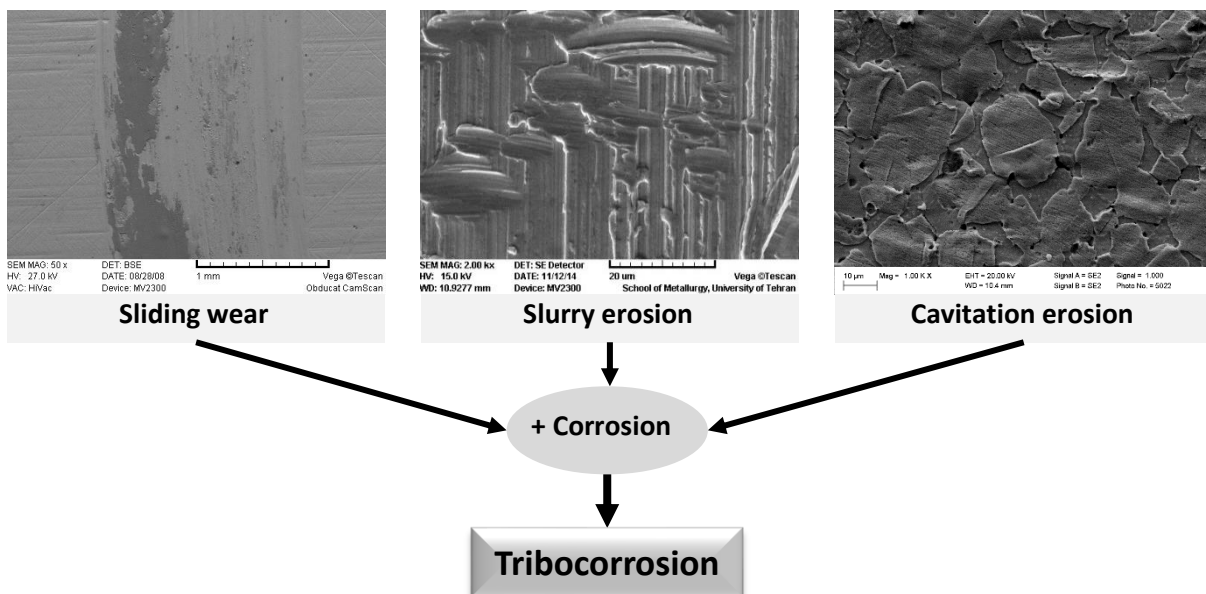 SEM MAG: 50 x DET: BSE
HV: 27.0 kV DATE: 08/28/08 1 mm Vega ©Tescan
VAC: HiVac Device: MV2300 Obducat CamScan
Sliding wear
SEM MAG: 2.00 kx DET: SE Detector
HV: 15.0 kV DATE: 11/12/14 20 um Vega ©Tescan
WD: 10.9277 mm Device: MV2300 School of Metallurgy, University of Tehran
Slurry erosion
10 µm Mag = 1.00 K X EHT = 20.00 kV Signal A = SE2 Signal = 1.000
WD = 10.4 mm Signal B = SE2 Photo No. = 5022
Cavitation erosion
+ Corrosion
Tribocorrosion